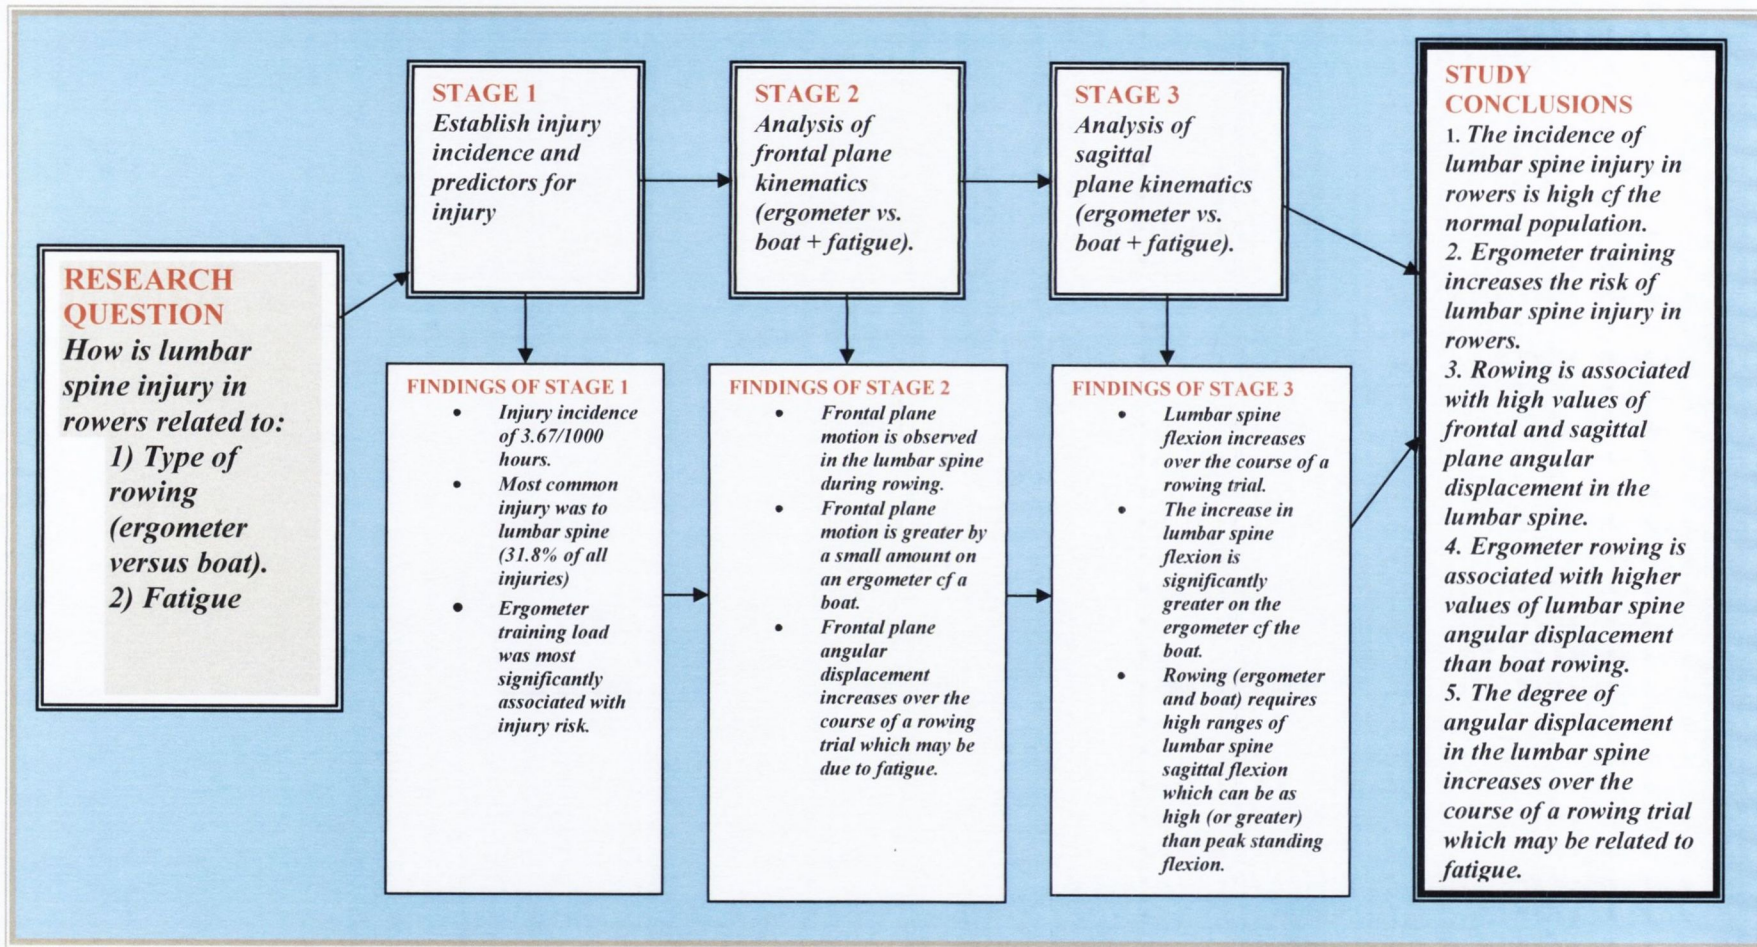 RESEARCH
QUESTION
How is lumbar
spine injury in
rowers related to:
1) Type of
rowing
(ergometer
versus boat).
2) Fatigue
STAGE 1
Establish injury
incidence and
predictors for
injury
STAGE 2
Analysis of
frontal plane
kinematics
(ergometer vs.
boat + fatigue).
STAGE 3
Analysis of
sagittal
plane kinematics
(ergometer vs.
boat + fatigue).
FINDINGS OF STAGE 1
• Injury incidence
of 3.67/1000
hours.
• Most common
injury was to
lumbar spine
(31.8% of all
injuries)
• Ergometer
training load
was most
significantly
associated with
injury risk.
FINDINGS OF STAGE 2
• Frontal plane
motion is observed
in the lumbar spine
during rowing.
• Frontal plane
motion is greater by
a small amount on
an ergometer cf a
boat.
• Frontal plane
angular
displacement
increases over the
course of a rowing
trial which may be
due to fatigue.
FINDINGS OF STAGE 3
• Lumbar spine
flexion increases
over the course of a
rowing trial.
• The increase in
lumbar spine
flexion is
significantly
greater on the
ergometer cf the
boat.
• Rowing (ergometer
and boat) requires
high ranges of
lumbar spine
sagittal flexion
which can be as
high (or greater)
than peak standing
flexion.
STUDY
CONCLUSIONS
1. The incidence of
lumbar spine injury in
rowers is high cf the
normal population.
2. Ergometer training
increases the risk of
lumbar spine injury in
rowers.
3. Rowing is associated
with high values of
frontal and sagittal
plane angular
displacement in the
lumbar spine.
4. Ergometer rowing is
associated with higher
values of lumbar spine
angular displacement
than boat rowing.
5. The degree of
angular displacement
in the lumbar spine
increases over the
course of a rowing trial
which may be related to
fatigue.